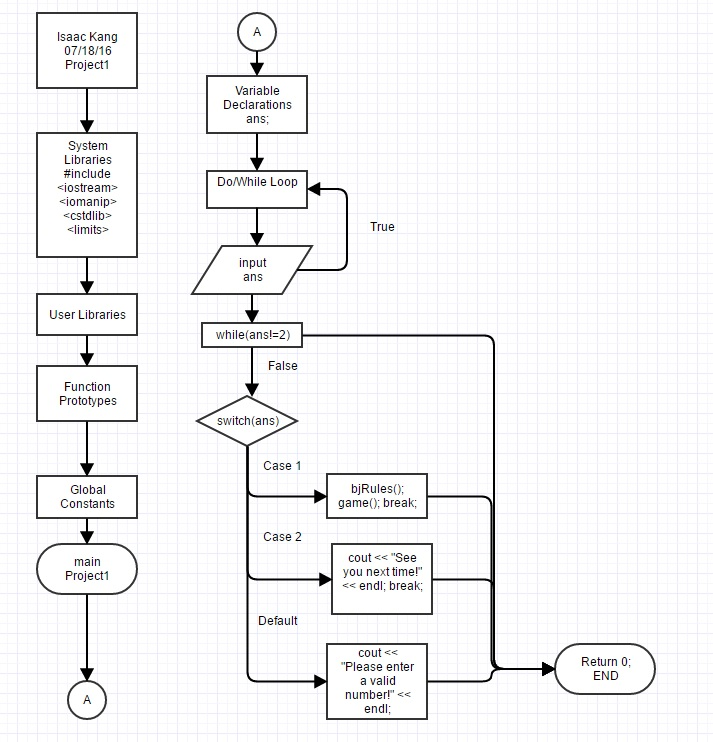 Isaac Kang
07/18/16
Project1
System
Libraries
#include
<iostream>
<iomanip>
<cstdlib>
<limits>
User Libraries
Function
Prototypes
Global
Constants
main
Project1
A
A
Variable
Declarations
ans;
Do/While Loop
True
input
ans
while(ans!=2)
False
switch(ans)
Case 1
bjRules();
game(); break;
Case 2
cout << "See
you next time!"
<< endl; break;
Default
cout <<
"Please enter
a valid
number!" <<
endl;
Return 0;
END